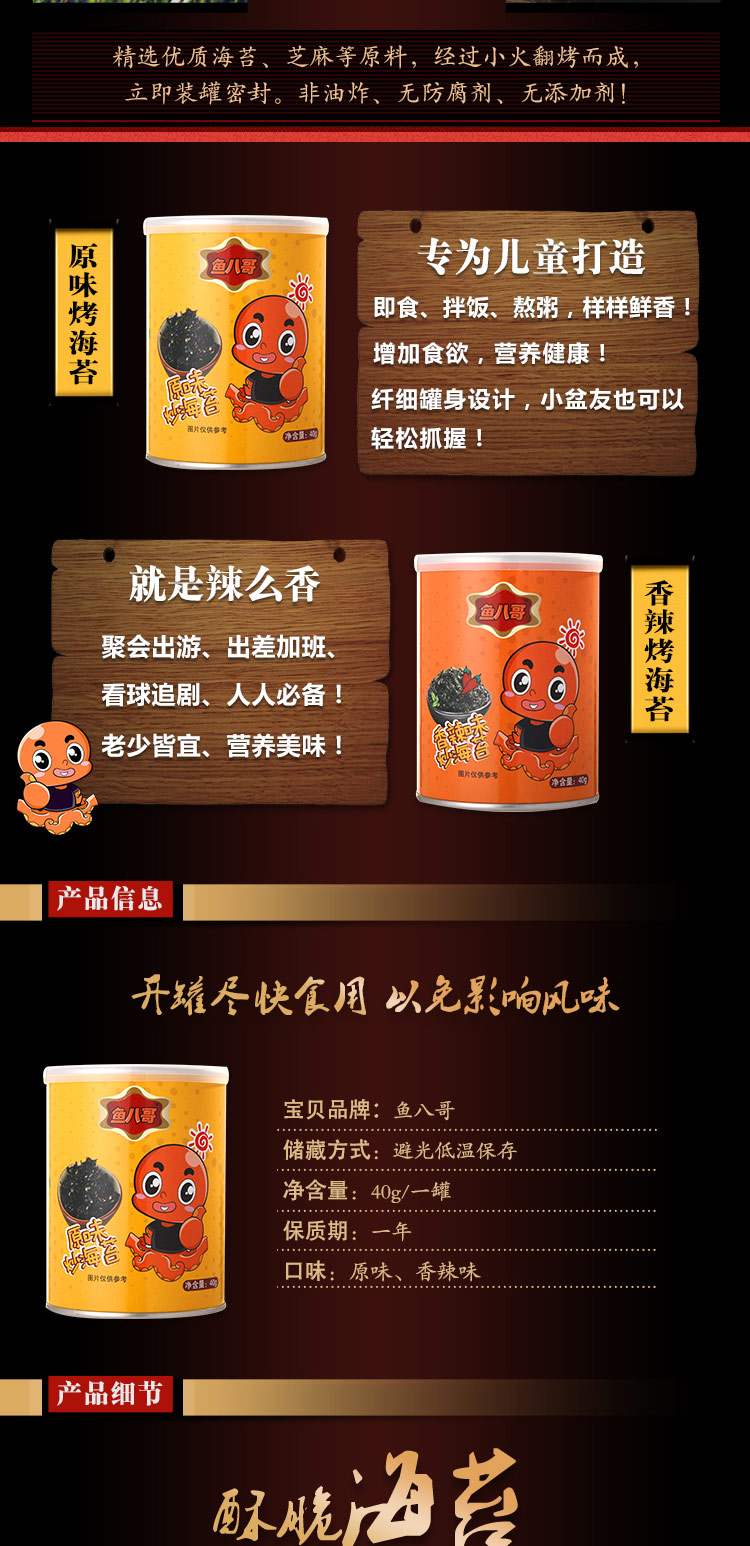 精选优质海苔、芝麻等原料，经过小火翻烤而成，
立即装罐密封。非油炸、无防腐剂、无添加剂！
原味烤海苔
鱼八哥
原味
炒海苔
图片仅供参考
净含量：40g
专为儿童打造
即食、拌饭、熬粥，样样鲜香！
增加食欲，营养健康！
纤细罐身设计，小盆友也可以
轻松抓握！
就是辣么香
聚会出游、出差加班、
看球追剧、人人必备！
老少皆宜、营养美味！
鱼八哥
香辣味
炒海苔
图片仅供参考
净含量：40g
香辣烤海苔
产品信息
开罐尽快食用 以免影响风味
鱼八哥
原味
炒海苔
图片仅供参考
净含量：40g
宝贝品牌：鱼八哥
储藏方式：避光低温保存
净含量：40g/一罐
保质期：一年
口味：原味、香辣味
产品细节
酥脆海苔